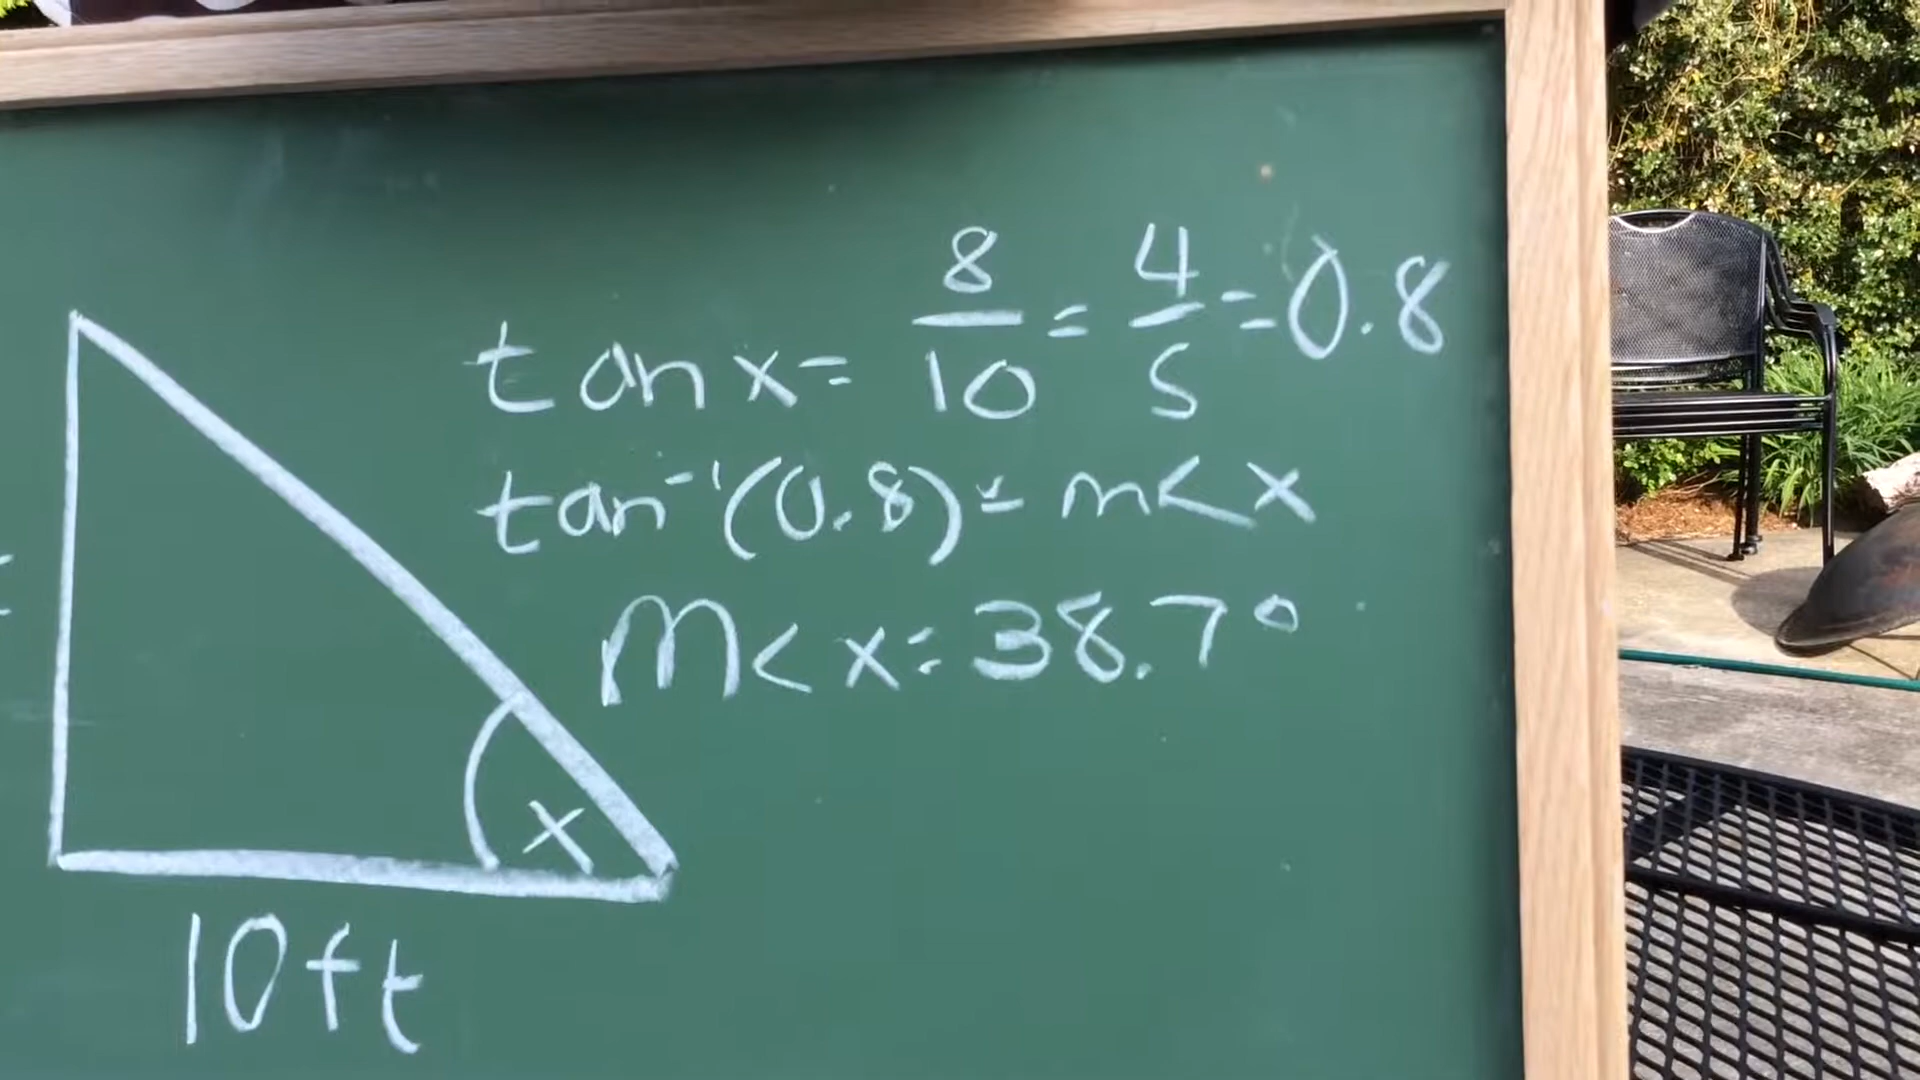 tan x = 8/10 = 4/5 = 0.8
tan⁻¹(0.8) = m< x
m< x = 38.7°
x
10ft